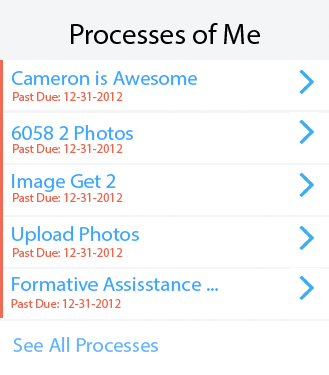 Processes of Me
Cameron is Awesome
Past Due: 12-31-2012
6058 2 Photos
Past Due: 12-31-2012
Image Get 2
Past Due: 12-31-2012
Upload Photos
Past Due: 12-31-2012
Formative Assisstance ...
Past Due: 12-31-2012
See All Processes